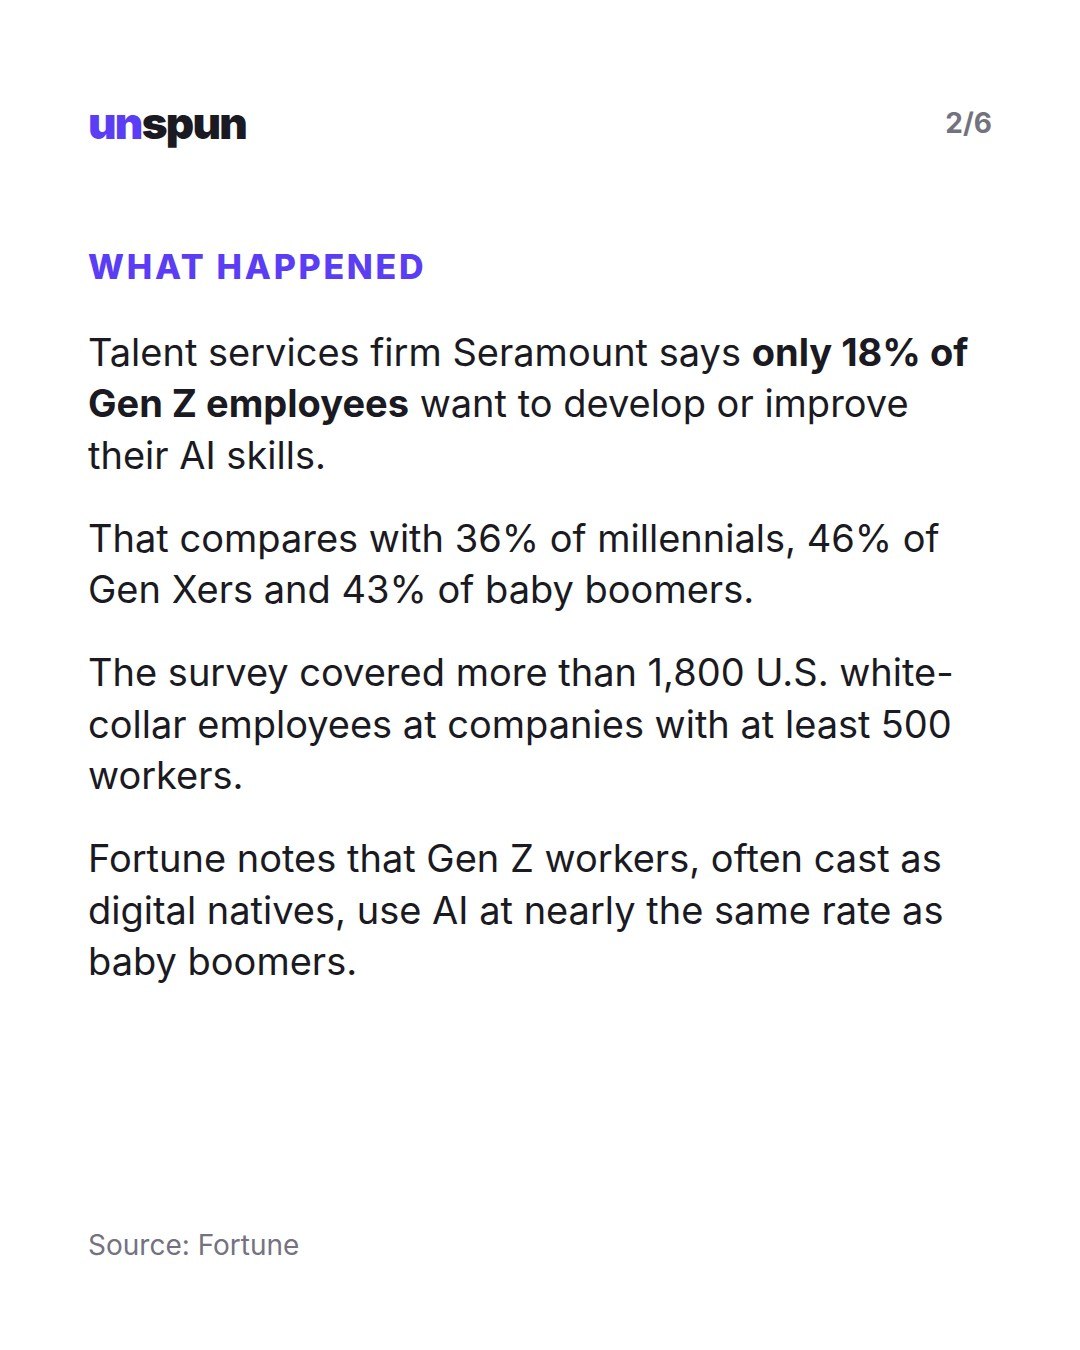 unspun
2/6
WHAT HAPPENED
Talent services firm Seramount says only 18% of
Gen Z employees want to develop or improve
their AI skills.
That compares with 36% of millennials, 46% of
Gen Xers and 43% of baby boomers.
The survey covered more than 1,800 U.S. white-
collar employees at companies with at least 500
workers.
Fortune notes that Gen Z workers, often cast as
digital natives, use AI at nearly the same rate as
baby boomers.
Source: Fortune